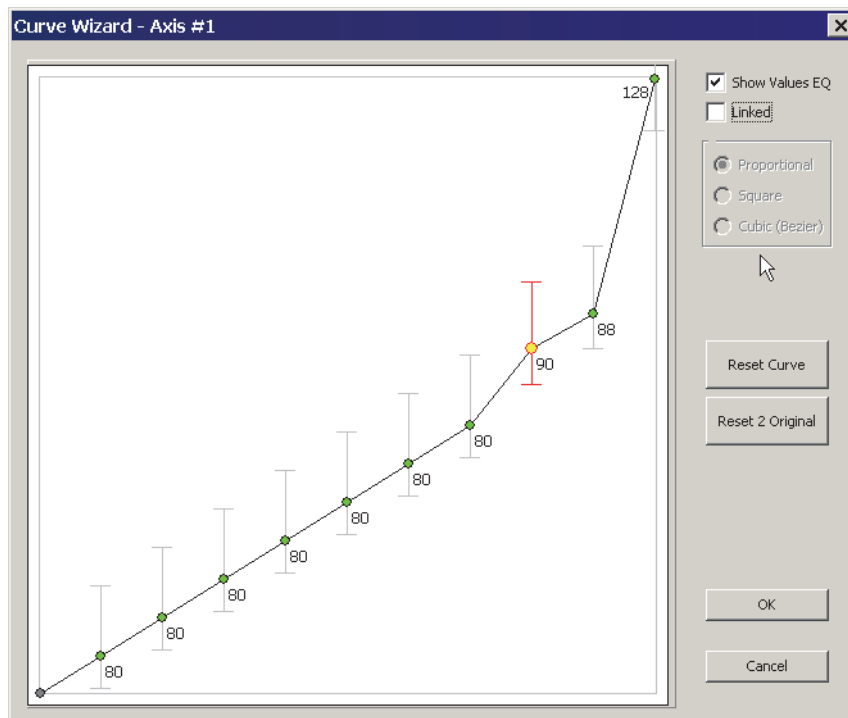 Curve Wizard - Axis #1
128
Show Values EQ
Linked
Proportional
Square
Cubic (Bezier)
88
90
Reset Curve
Reset 2 Original
80
80
80
80
80
80
80
OK
Cancel